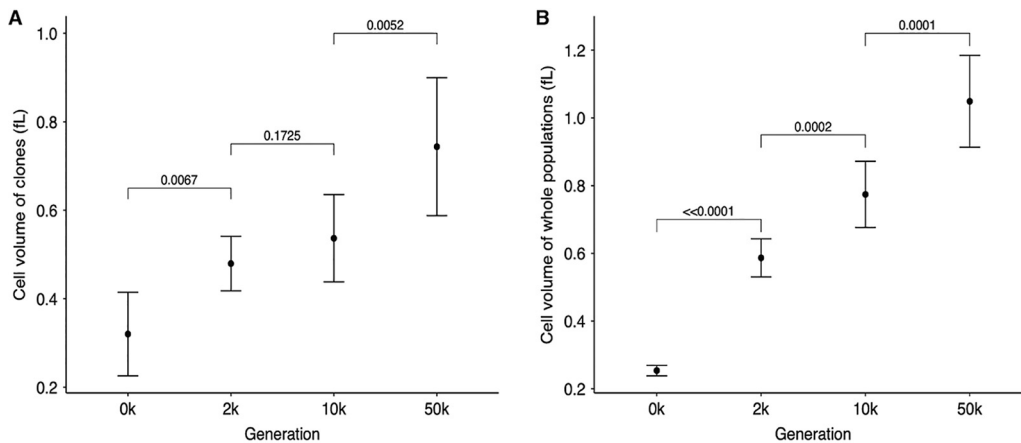 A
Cell volume of clones (fL)
1.0
0.8
0.6
0.4
0.2
0.0067
0.1725
0.0052
0k
2k
10k
50k
Generation
B
Cell volume of whole populations (fL)
1.2
1.0
0.8
0.6
0.4
0.2
<<0.0001
0.0002
0.0001
0k
2k
10k
50k
Generation